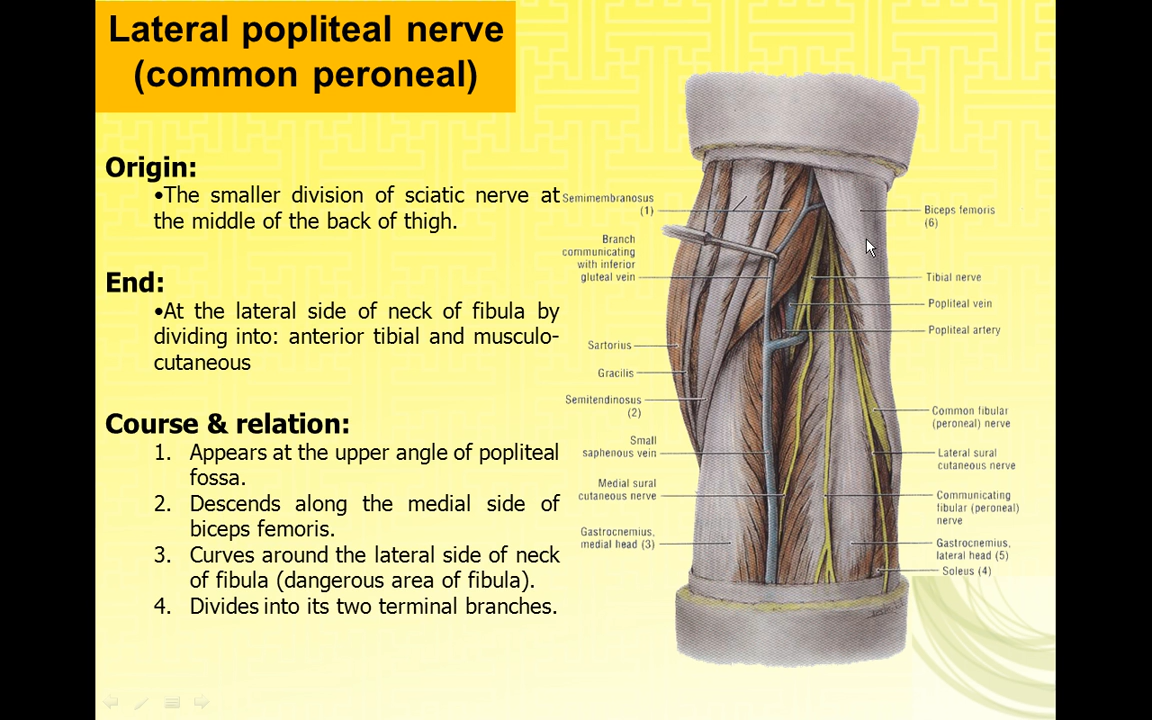 Lateral popliteal nerve
(common peroneal)
Origin:
•The smaller division of sciatic nerve at
the middle of the back of thigh.
End:
•At the lateral side of neck of fibula by
dividing into: anterior tibial and musculo-
cutaneous
Course & relation:
1. Appears at the upper angle of popliteal
fossa.
2. Descends along the medial side of
biceps femoris.
3. Curves around the lateral side of neck
of fibula (dangerous area of fibula).
4. Divides into its two terminal branches.
Semimembranosus
(1)
Branch
communicating
with inferior
gluteal vein
Sartorius
Gracilis
Semitendinosus
(2)
Small
saphenous vein
Medial sural
cutaneous nerve
Gastrocnemius,
medial head (3)
Biceps femoris
(6)
Tibial nerve
Popliteal vein
Popliteal artery
Common fibular
(peroneal) nerve
Lateral sural
cutaneous nerve
Communicating
fibular (peroneal)
nerve
Gastrocnemius,
lateral head (5)
Soleus (4)